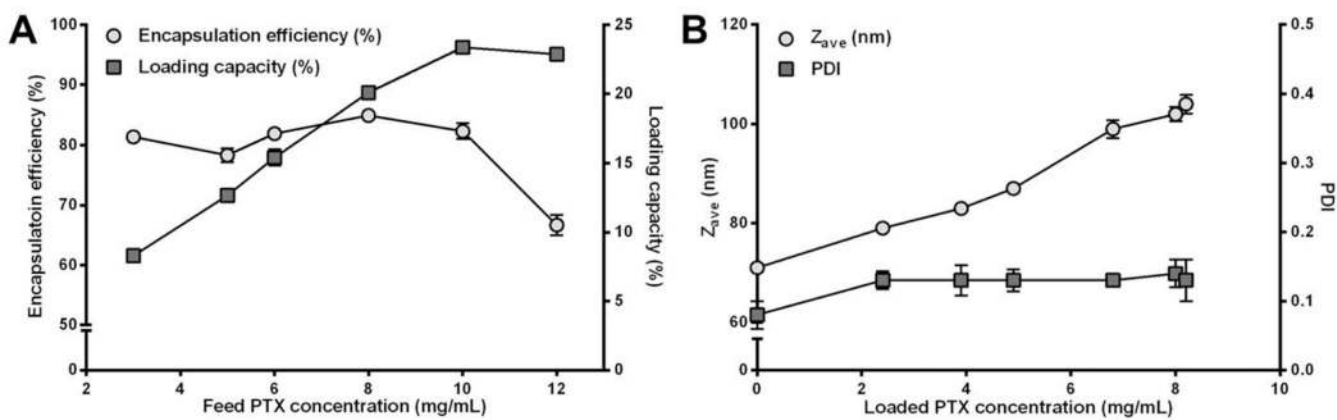 A
Encapsulation efficiency (%)
Loading capacity (%)
Encapsulatoin efficiency (%)
100
90
80
70
60
50
0
25
20
15
10
5
0
Loading capacity (%)
2 4 6 8 10 12
Feed PTX concentration (mg/mL)
B
Zave (nm)
PDI
Zave (nm)
120
100
80
60
0
0.5
0.4
0.3
0.2
0.1
0.0
PDI
0 2 4 6 8 10
Loaded PTX concentration (mg/mL)